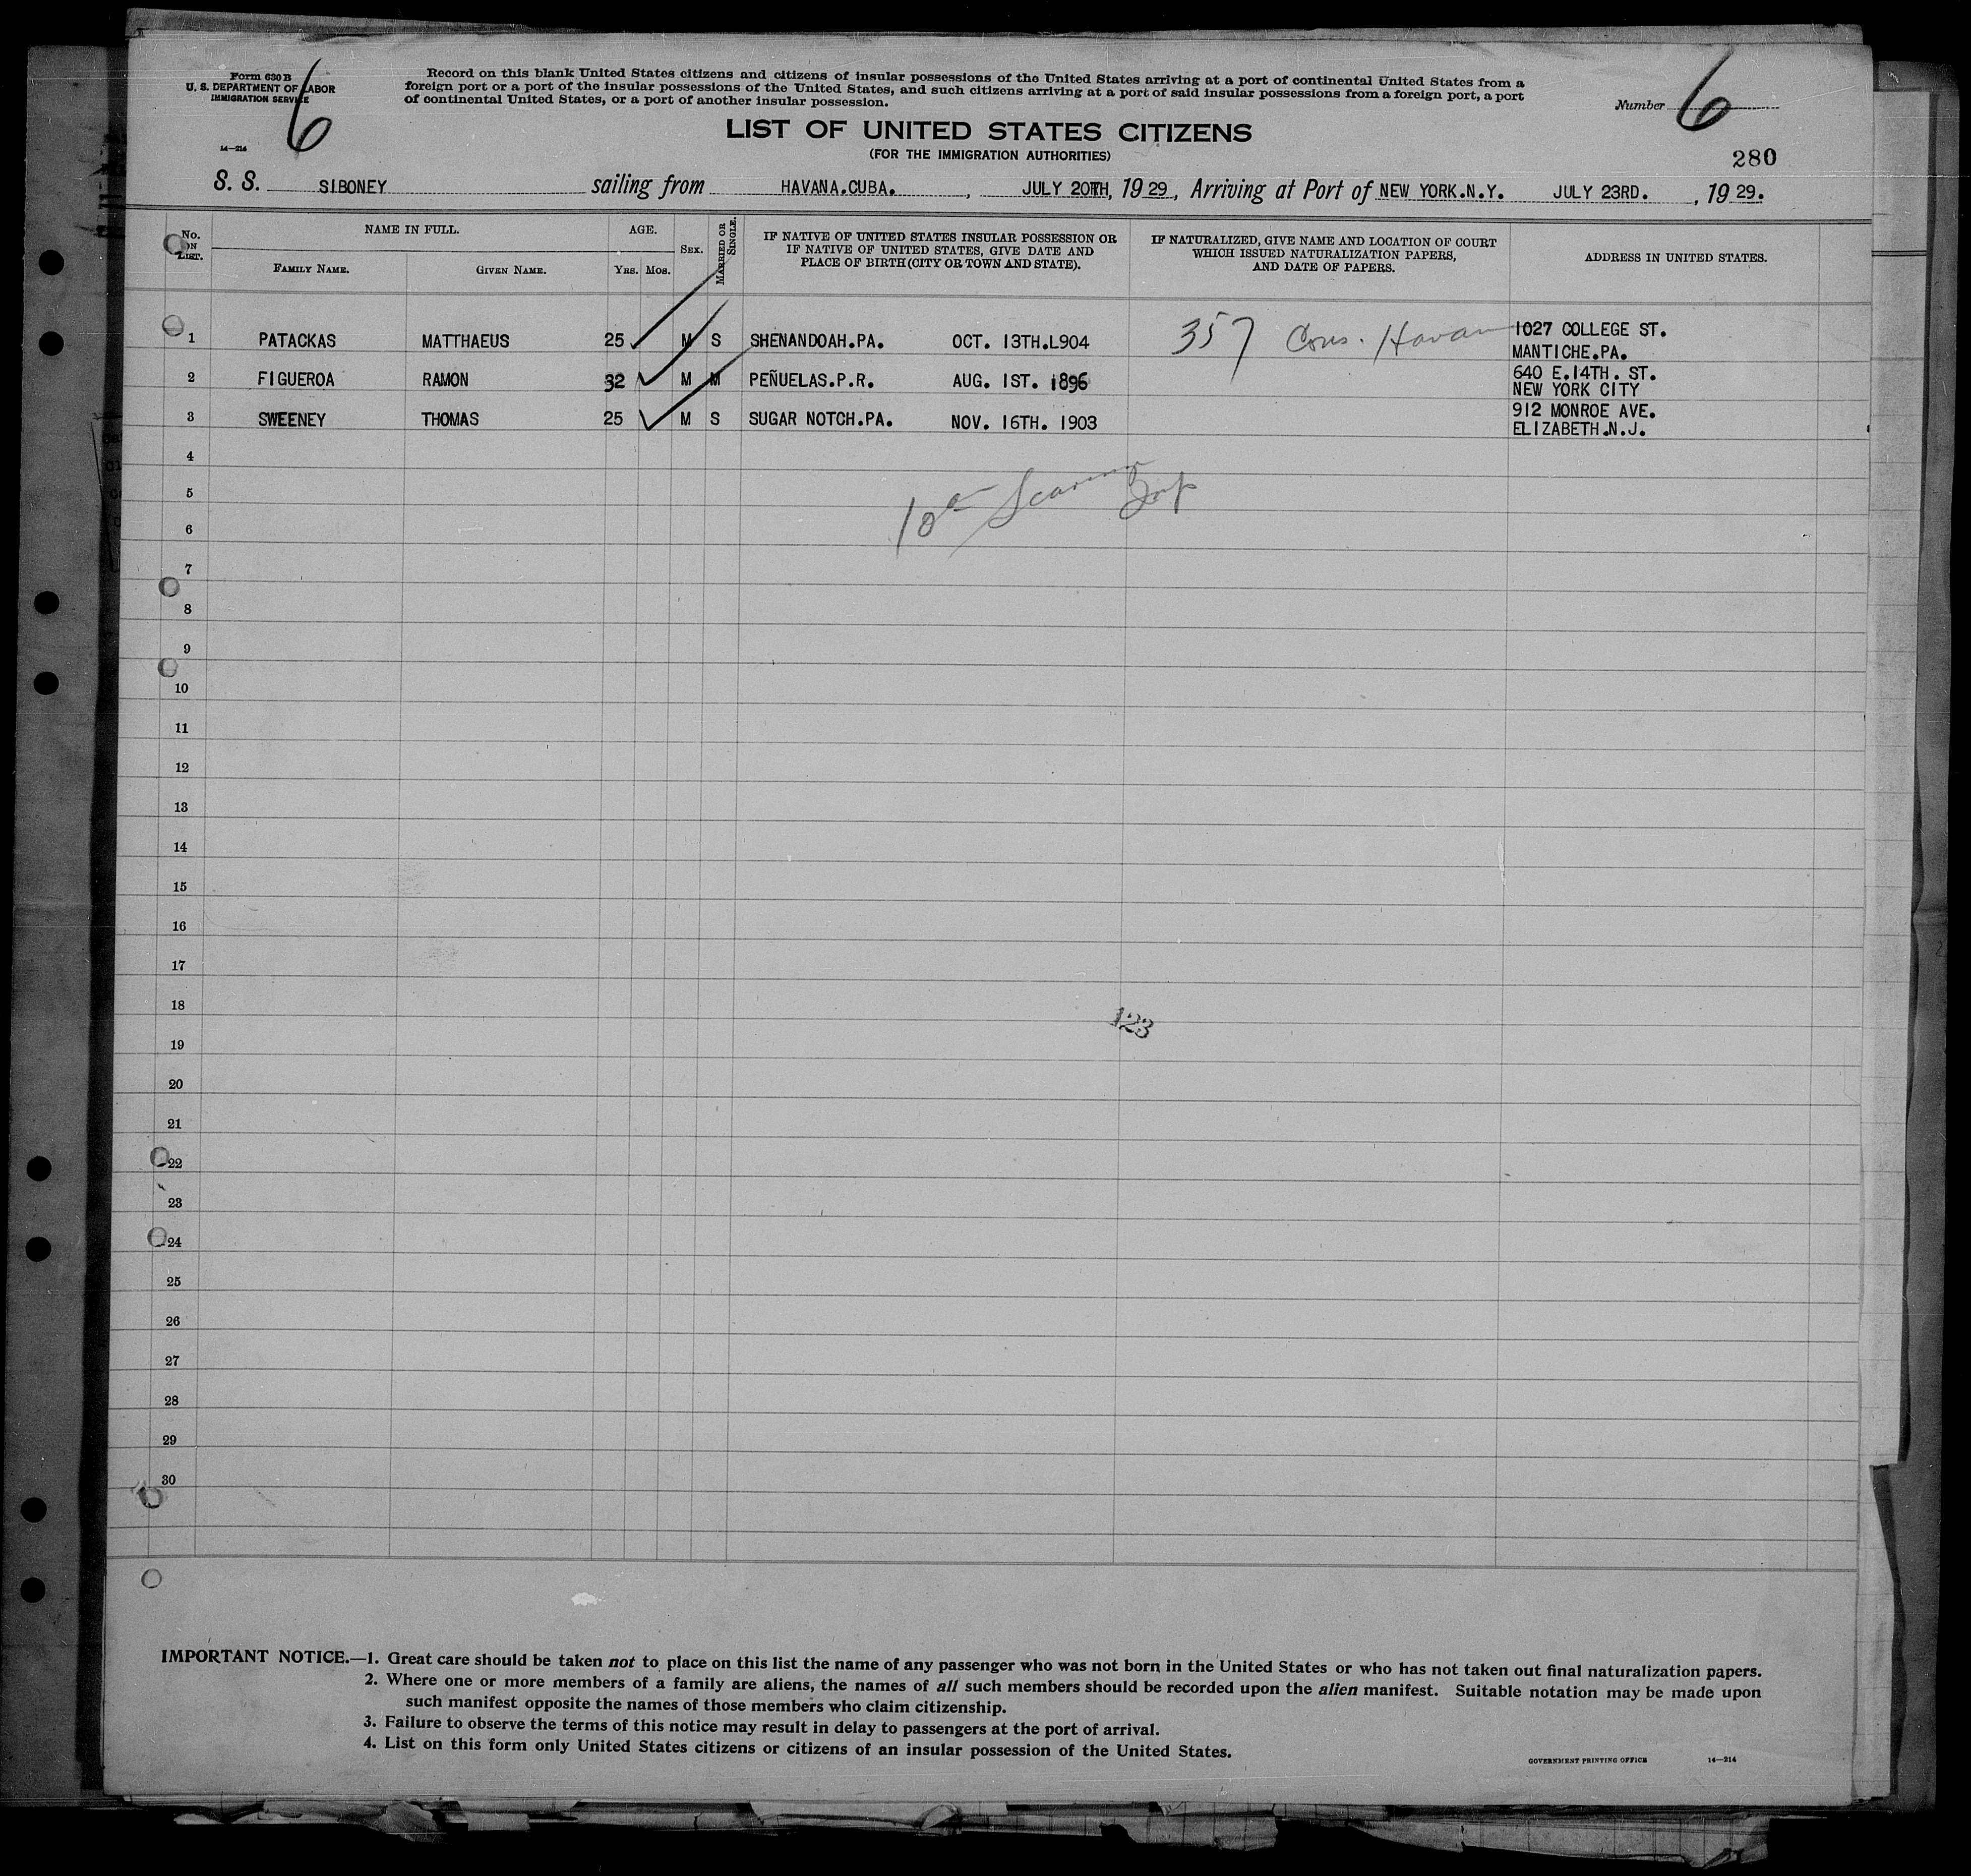 Form 630 B
U. S. DEPARTMENT OF LABOR
IMMIGRATION SERVICE
14—214
6
Record on this blank United States citizens and citizens of insular possessions of the United States arriving at a port of continental United States from a
foreign port or a port of the insular possessions of the United States, and such citizens arriving at a port of said insular possessions from a foreign port, a port
of continental United States, or a port of another insular possession.
Number 6
LIST OF UNITED STATES CITIZENS
(FOR THE IMMIGRATION AUTHORITIES)
280
S. S. SIBONEY sailing from HAVANA.CUBA. , JULY 20TH, 19 29, Arriving at Port of NEW YORK.N.Y. JULY 23RD. , 19 29.
No. ON LIST.
NAME IN FULL.
FAMILY NAME.
GIVEN NAME.
AGE.
YRS. MOS.
SEX.
MARRIED OR SINGLE.
IF NATIVE OF UNITED STATES INSULAR POSSESSION OR
IF NATIVE OF UNITED STATES, GIVE DATE AND
PLACE OF BIRTH (CITY OR TOWN AND STATE).
IF NATURALIZED, GIVE NAME AND LOCATION OF COURT
WHICH ISSUED NATURALIZATION PAPERS,
AND DATE OF PAPERS.
ADDRESS IN UNITED STATES.
1 PATACKAS MATTHAEUS 25 M S SHENANDOAH.PA. OCT. 13TH.L904 357 Cons. Havan 1027 COLLEGE ST.
MANTICHE.PA.
2 FIGUEROA RAMON 32 M M PEÑUELAS.P.R. AUG. 1ST. 1896 640 E.14TH. ST.
NEW YORK CITY
3 SWEENEY THOMAS 25 M S SUGAR NOTCH.PA. NOV. 16TH. 1903 912 MONROE AVE.
ELIZABETH.N.J.
4
5
6
7
8
9
10
11
12
13
14
15
16
17
18
123
19
20
21
22
23
24
25
26
27
28
29
30
IMPORTANT NOTICE.—1. Great care should be taken not to place on this list the name of any passenger who was not born in the United States or who has not taken out final naturalization papers.
2. Where one or more members of a family are aliens, the names of all such members should be recorded upon the alien manifest. Suitable notation may be made upon
such manifest opposite the names of those members who claim citizenship.
3. Failure to observe the terms of this notice may result in delay to passengers at the port of arrival.
4. List on this form only United States citizens or citizens of an insular possession of the United States.
GOVERNMENT PRINTING OFFICE 14—214